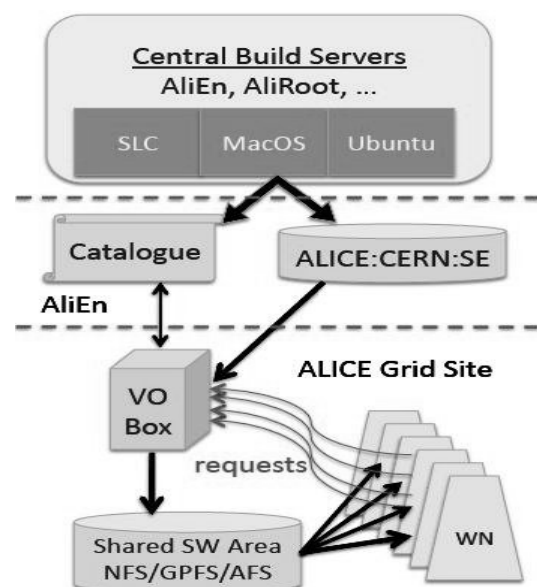 Central Build Servers
AliEn, AliRoot, ...
SLC MacOS Ubuntu
Catalogue
ALICE:CERN:SE
AliEn
ALICE Grid Site
VO
Box
requests
Shared SW Area
NFS/GPFS/AFS
WN